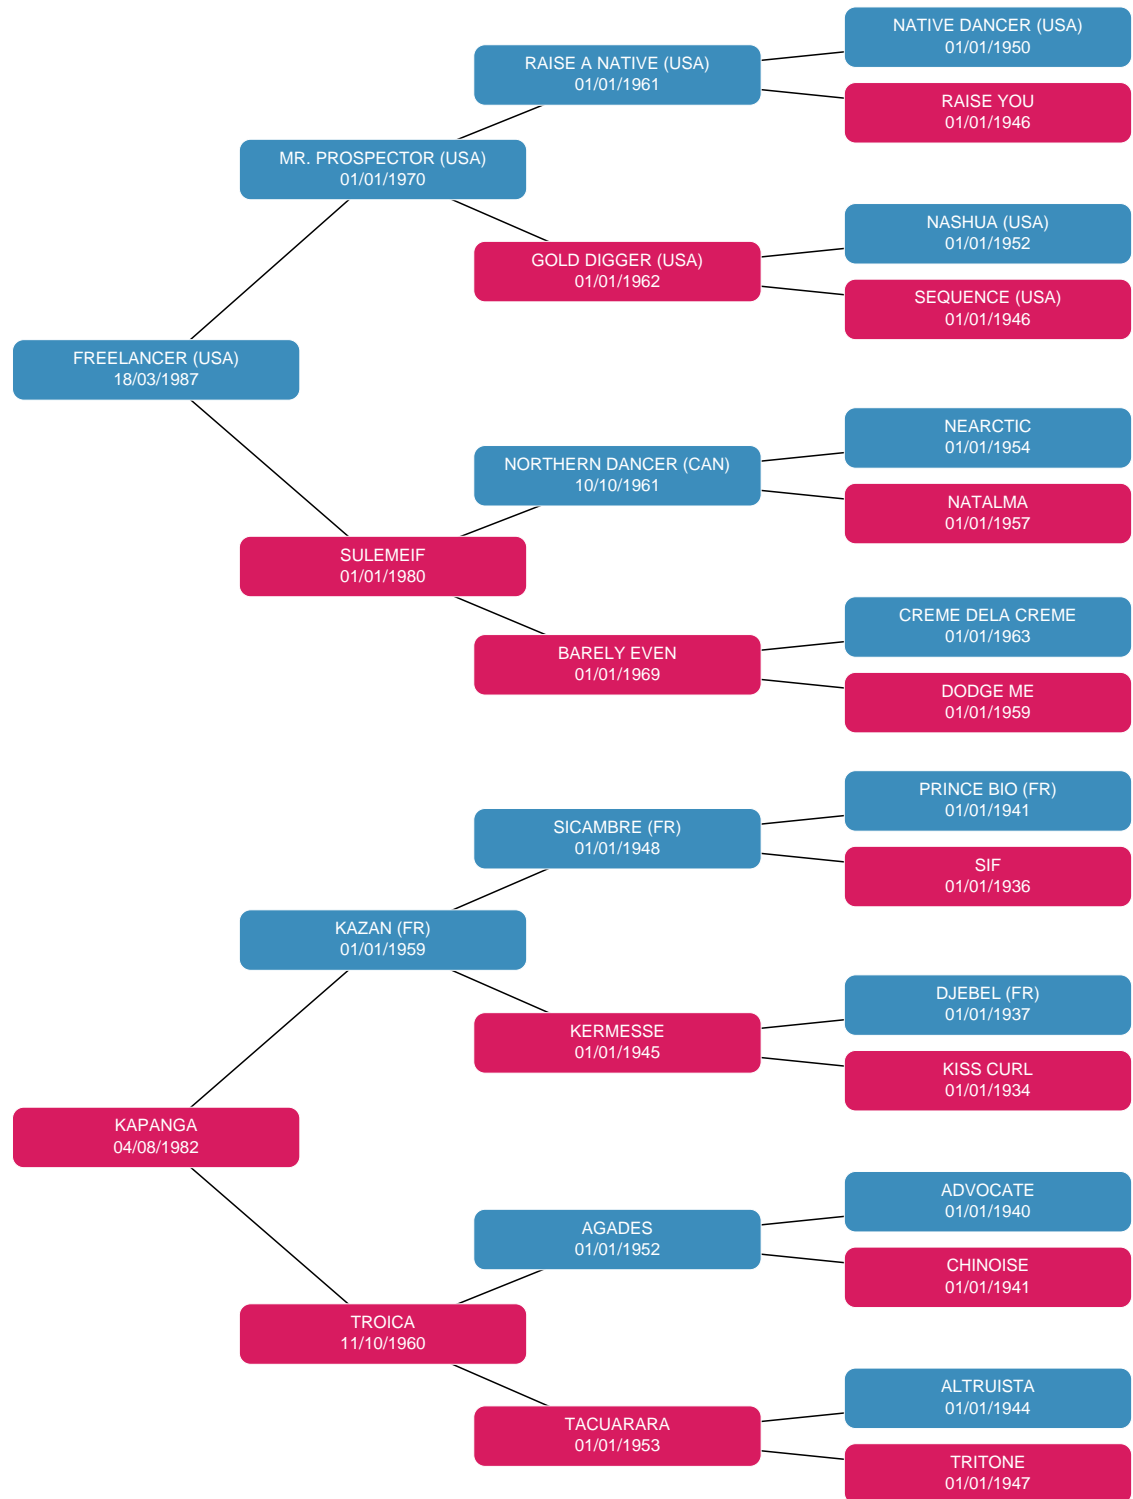 NATIVE DANCER (USA)
01/01/1950
RAISE A NATIVE (USA)
01/01/1961
RAISE YOU
01/01/1946
MR. PROSPECTOR (USA)
01/01/1970
NASHUA (USA)
01/01/1952
GOLD DIGGER (USA)
01/01/1962
SEQUENCE (USA)
01/01/1946
FREELANCER (USA)
18/03/1987
NEARCTIC
01/01/1954
NORTHERN DANCER (CAN)
10/10/1961
NATALMA
01/01/1957
SULEMEIF
01/01/1980
CREME DELA CREME
01/01/1963
BARELY EVEN
01/01/1969
DODGE ME
01/01/1959
PRINCE BIO (FR)
01/01/1941
SICAMBRE (FR)
01/01/1948
SIF
01/01/1936
KAZAN (FR)
01/01/1959
DJEBEL (FR)
01/01/1937
KERMESSE
01/01/1945
KISS CURL
01/01/1934
KAPANGA
04/08/1982
ADVOCATE
01/01/1940
AGADES
01/01/1952
CHINOISE
01/01/1941
TROICA
11/10/1960
ALTRUISTA
01/01/1944
TACUARARA
01/01/1953
TRITONE
01/01/1947